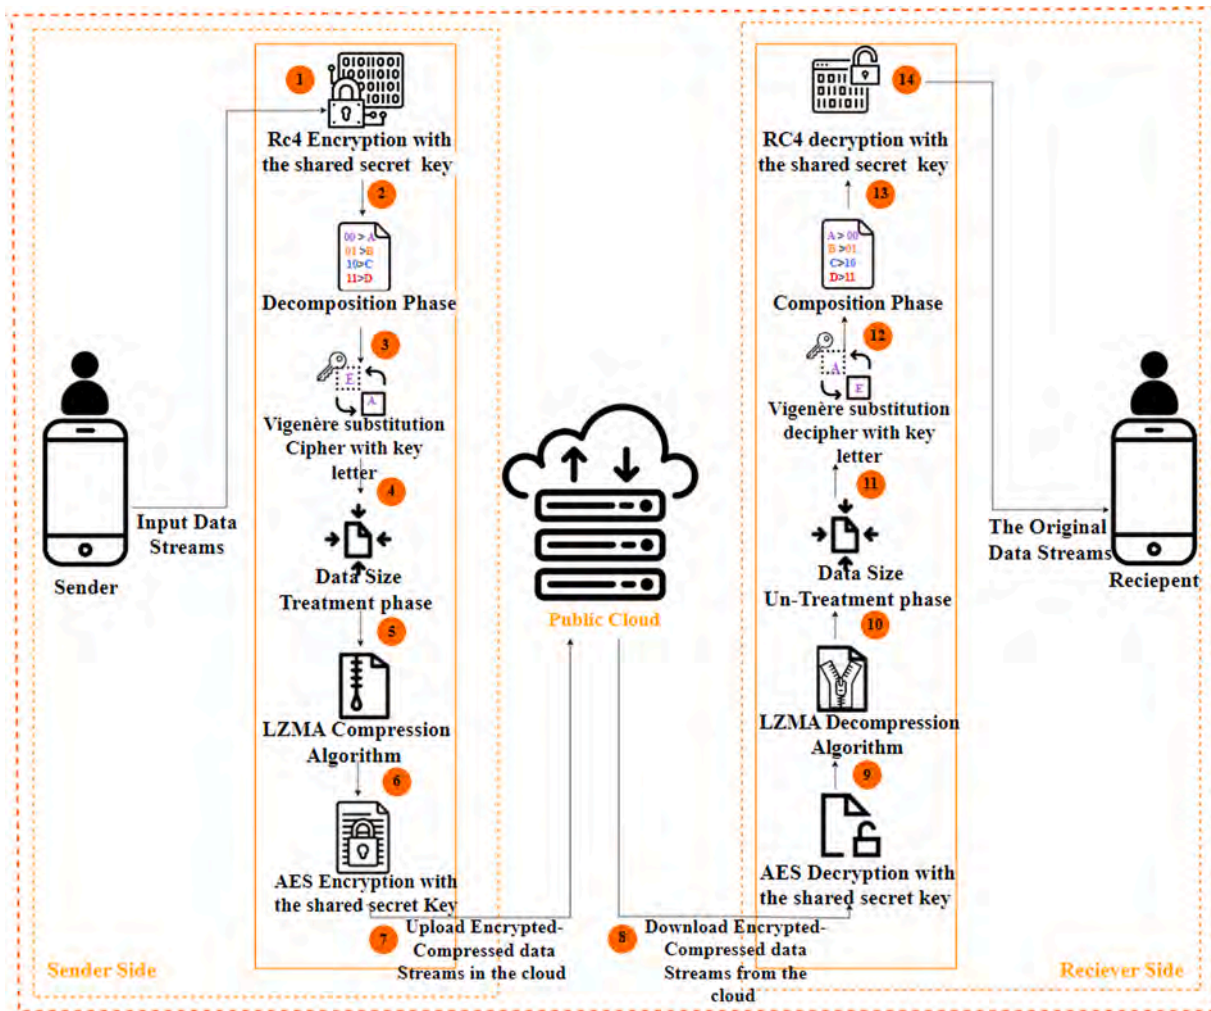 1
Rc4 Encryption with
the shared secret key
2
00 > A
01 >B
10>C
11>D
Decomposition Phase
3
E
A
Vigenère substitution
Cipher with key
letter
4
Data Size
Treatment phase
5
LZMA Compression
Algorithm
6
AES Encryption with
the shared secret Key
7
Upload Encrypted-
Compressed data
Streams in the cloud
Input Data
Streams
Sender
Sender Side
Public Cloud
8
Download Encrypted-
Compressed data
Streams from the
cloud
AES Decryption with
the shared secret key
9
LZMA Decompression
Algorithm
10
Data Size
Un-Treatment phase
11
Vigenère substitution
decipher with key
letter
A
E
12
Composition Phase
A > 00
B >01
C>10
D>11
13
RC4 decryption with
the shared secret key
14
The Original
Data Streams
Reciepent
Reciever Side